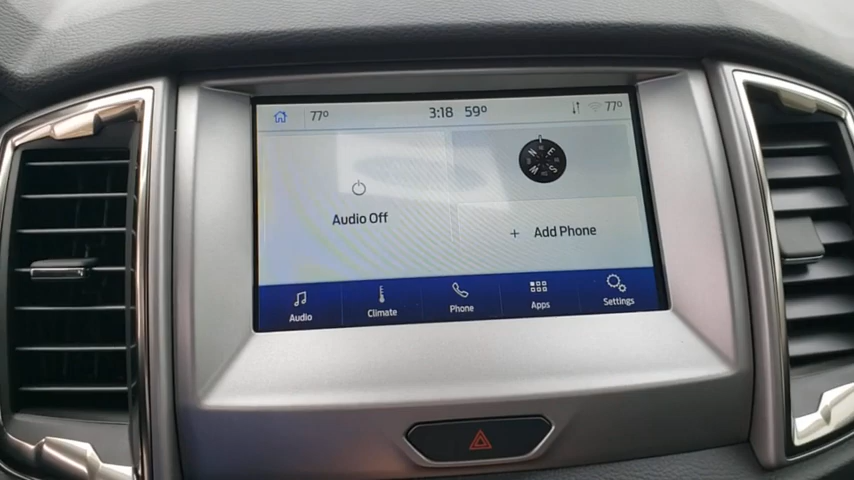 77°
3:18 59°
77°
Audio Off
N E
W S
+ Add Phone
Audio
Climate
Phone
Apps
Settings